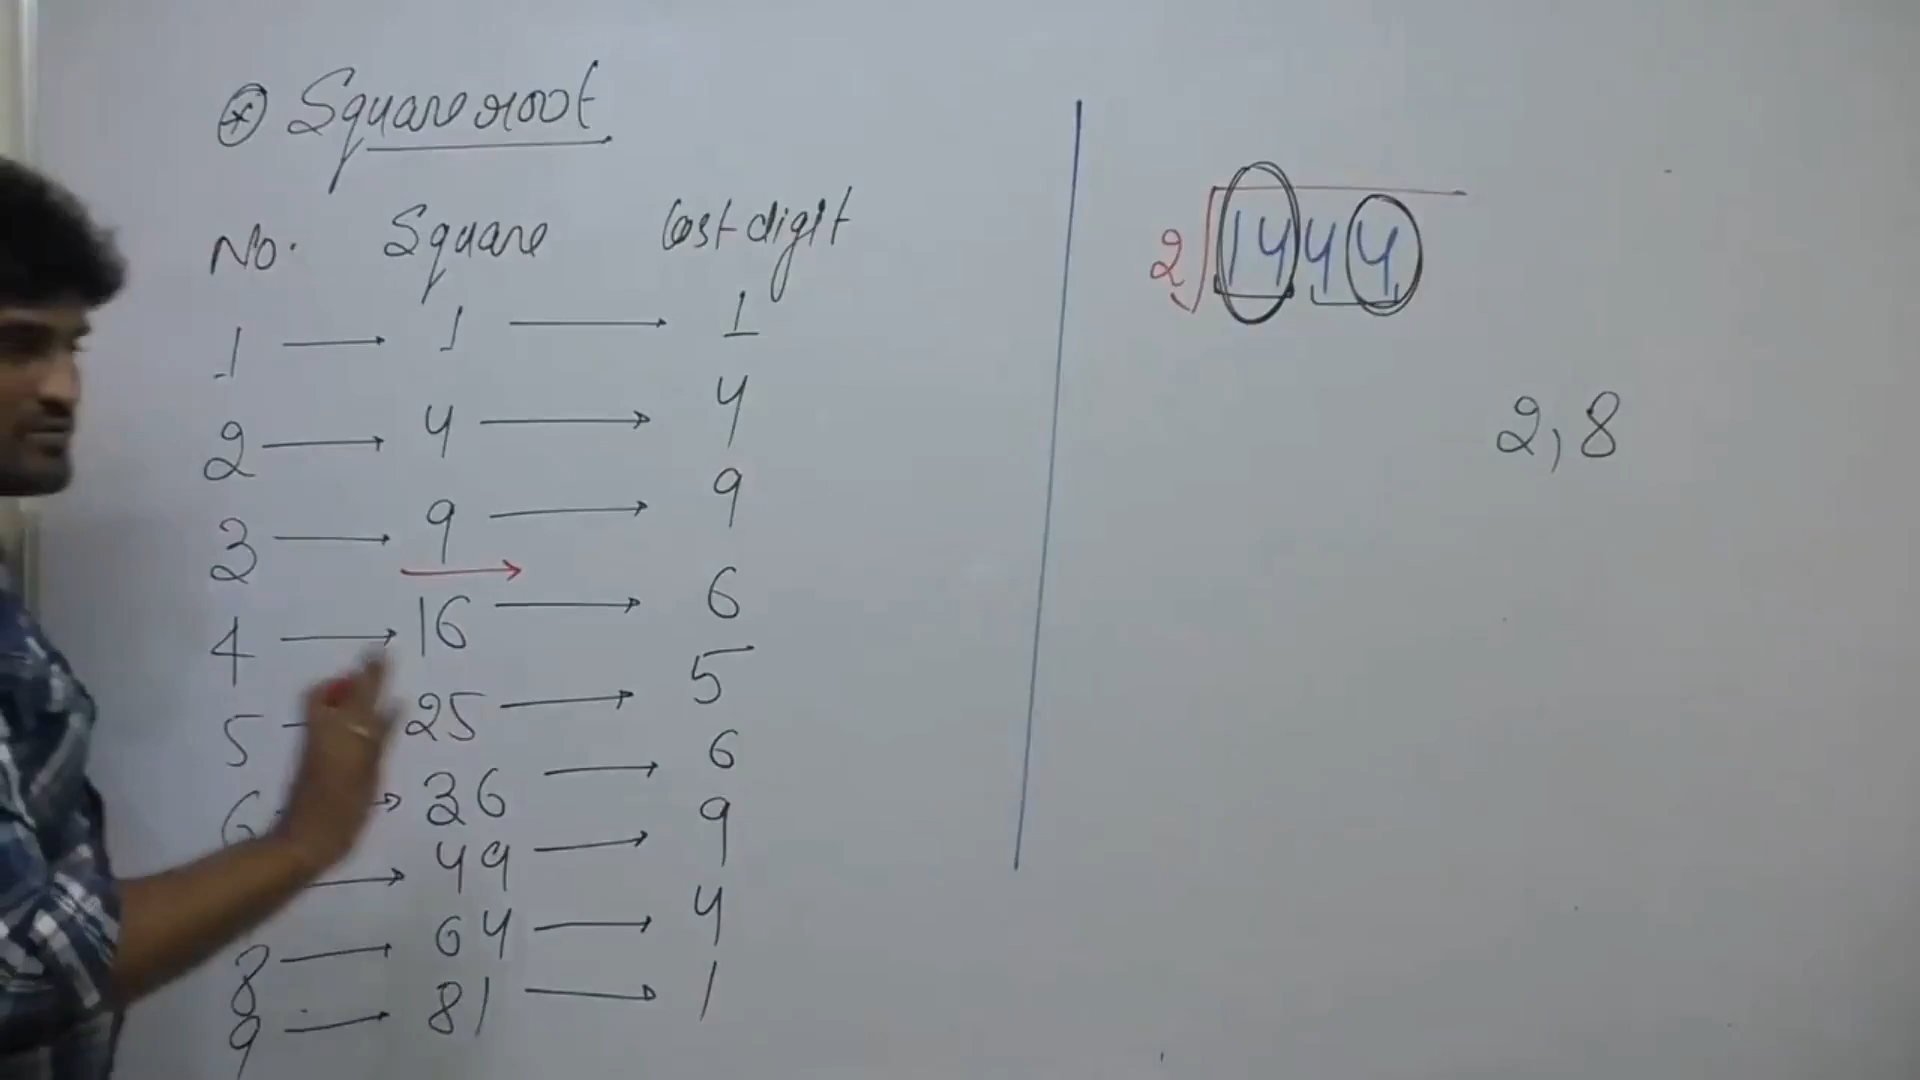 ⊛ Square root
No. Square Last digit
1 → 1 → 1
2 → 4 → 4
3 → 9 → 9
4 → 16 → 6
5 → 25 → 5
6 → 36 → 6
→ 49 → 9
8 → 64 → 4
9 → 81 → 1
2√1444
2, 8